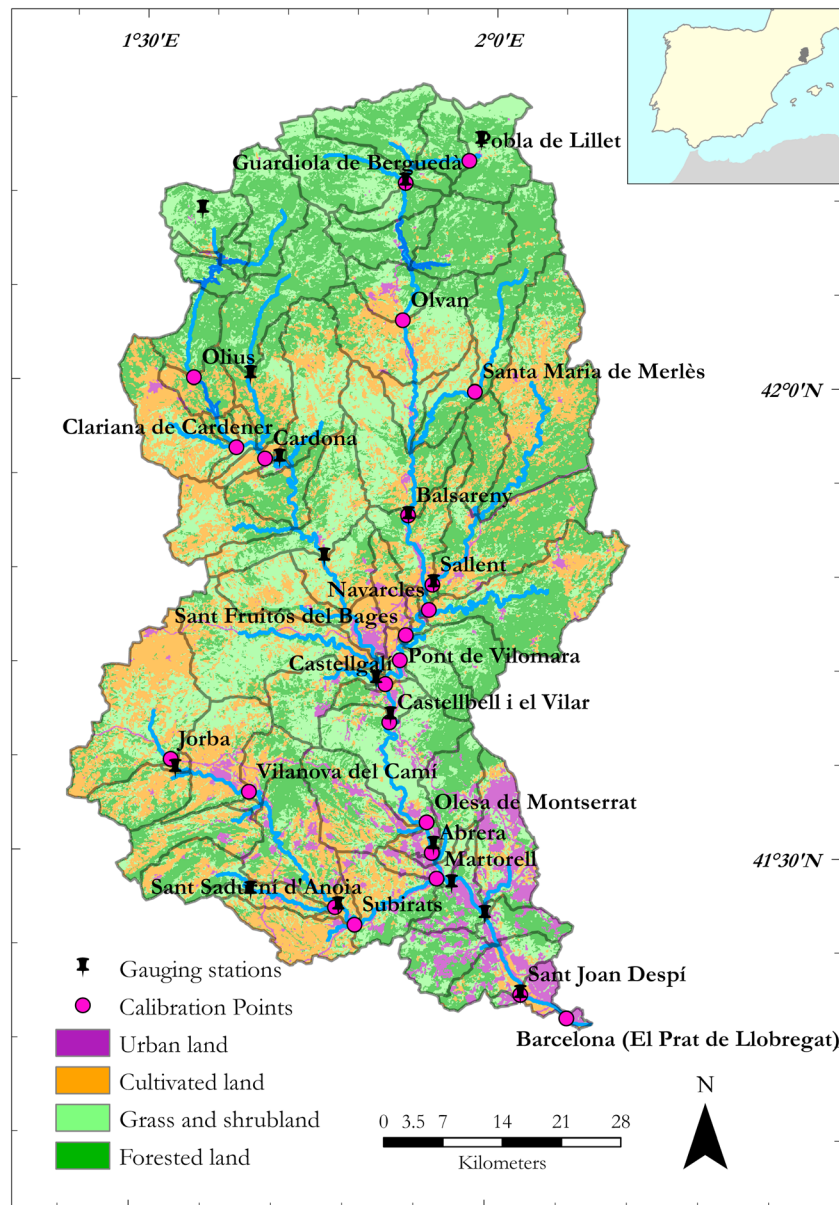 1°30'E
2°0'E
Pobla de Lillet
Guardiola de Berguedà
Olvan
Olius
Santa Maria de Merlès
42°0'N
Clariana de Cardener
Cardona
Balsareny
Sallent
Navarcles
Sant Fruitós del Bages
Castellgalí
Pont de Vilomara
Castellbell i el Vilar
Jorba
Vilanova del Camí
Olesa de Montserrat
Abrera
Martorell
41°30'N
Sant Sadurní d'Anoia
Subirats
Sant Joan Despí
Barcelona (El Prat de Llobregat)
Gauging stations
Calibration Points
Urban land
Cultivated land
Grass and shrubland
Forested land
0 3.5 7 14 21 28
Kilometers
N